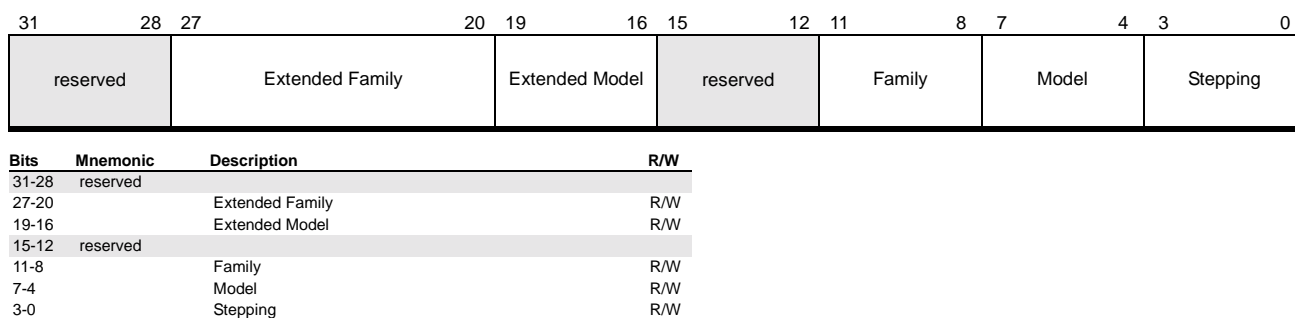 31 28 27 20 19 16 15 12 11 8 7 4 3 0
reserved Extended Family Extended Model reserved Family Model Stepping
Bits Mnemonic Description R/W
31-28 reserved
27-20 Extended Family R/W
19-16 Extended Model R/W
15-12 reserved
11-8 Family R/W
7-4 Model R/W
3-0 Stepping R/W